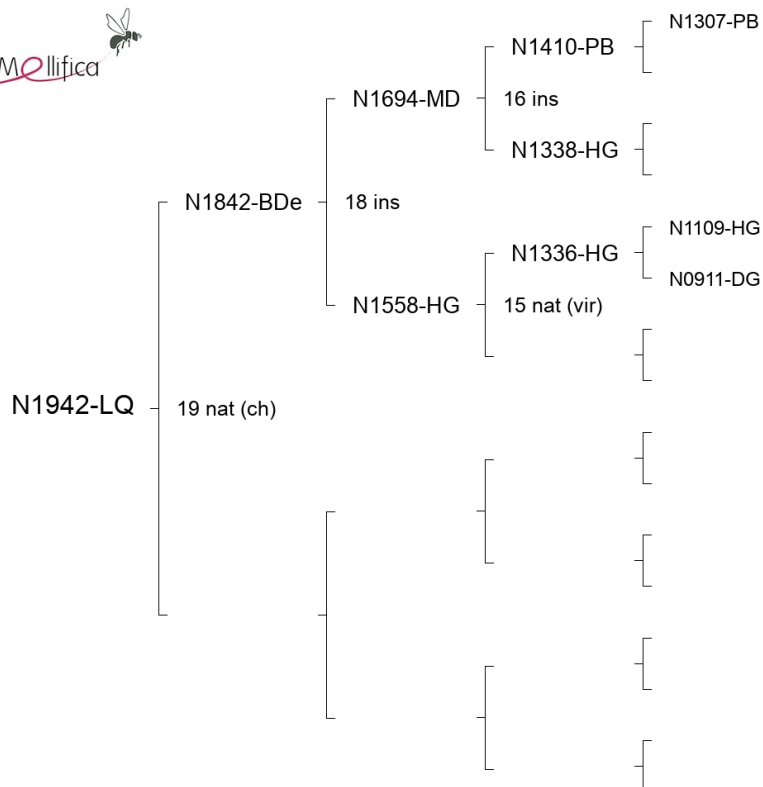 Mellifica
N1307-PB
N1410-PB
N1694-MD
16 ins
N1338-HG
N1842-BDe
18 ins
N1109-HG
N1336-HG
N0911-DG
N1558-HG
15 nat (vir)
N1942-LQ
19 nat (ch)